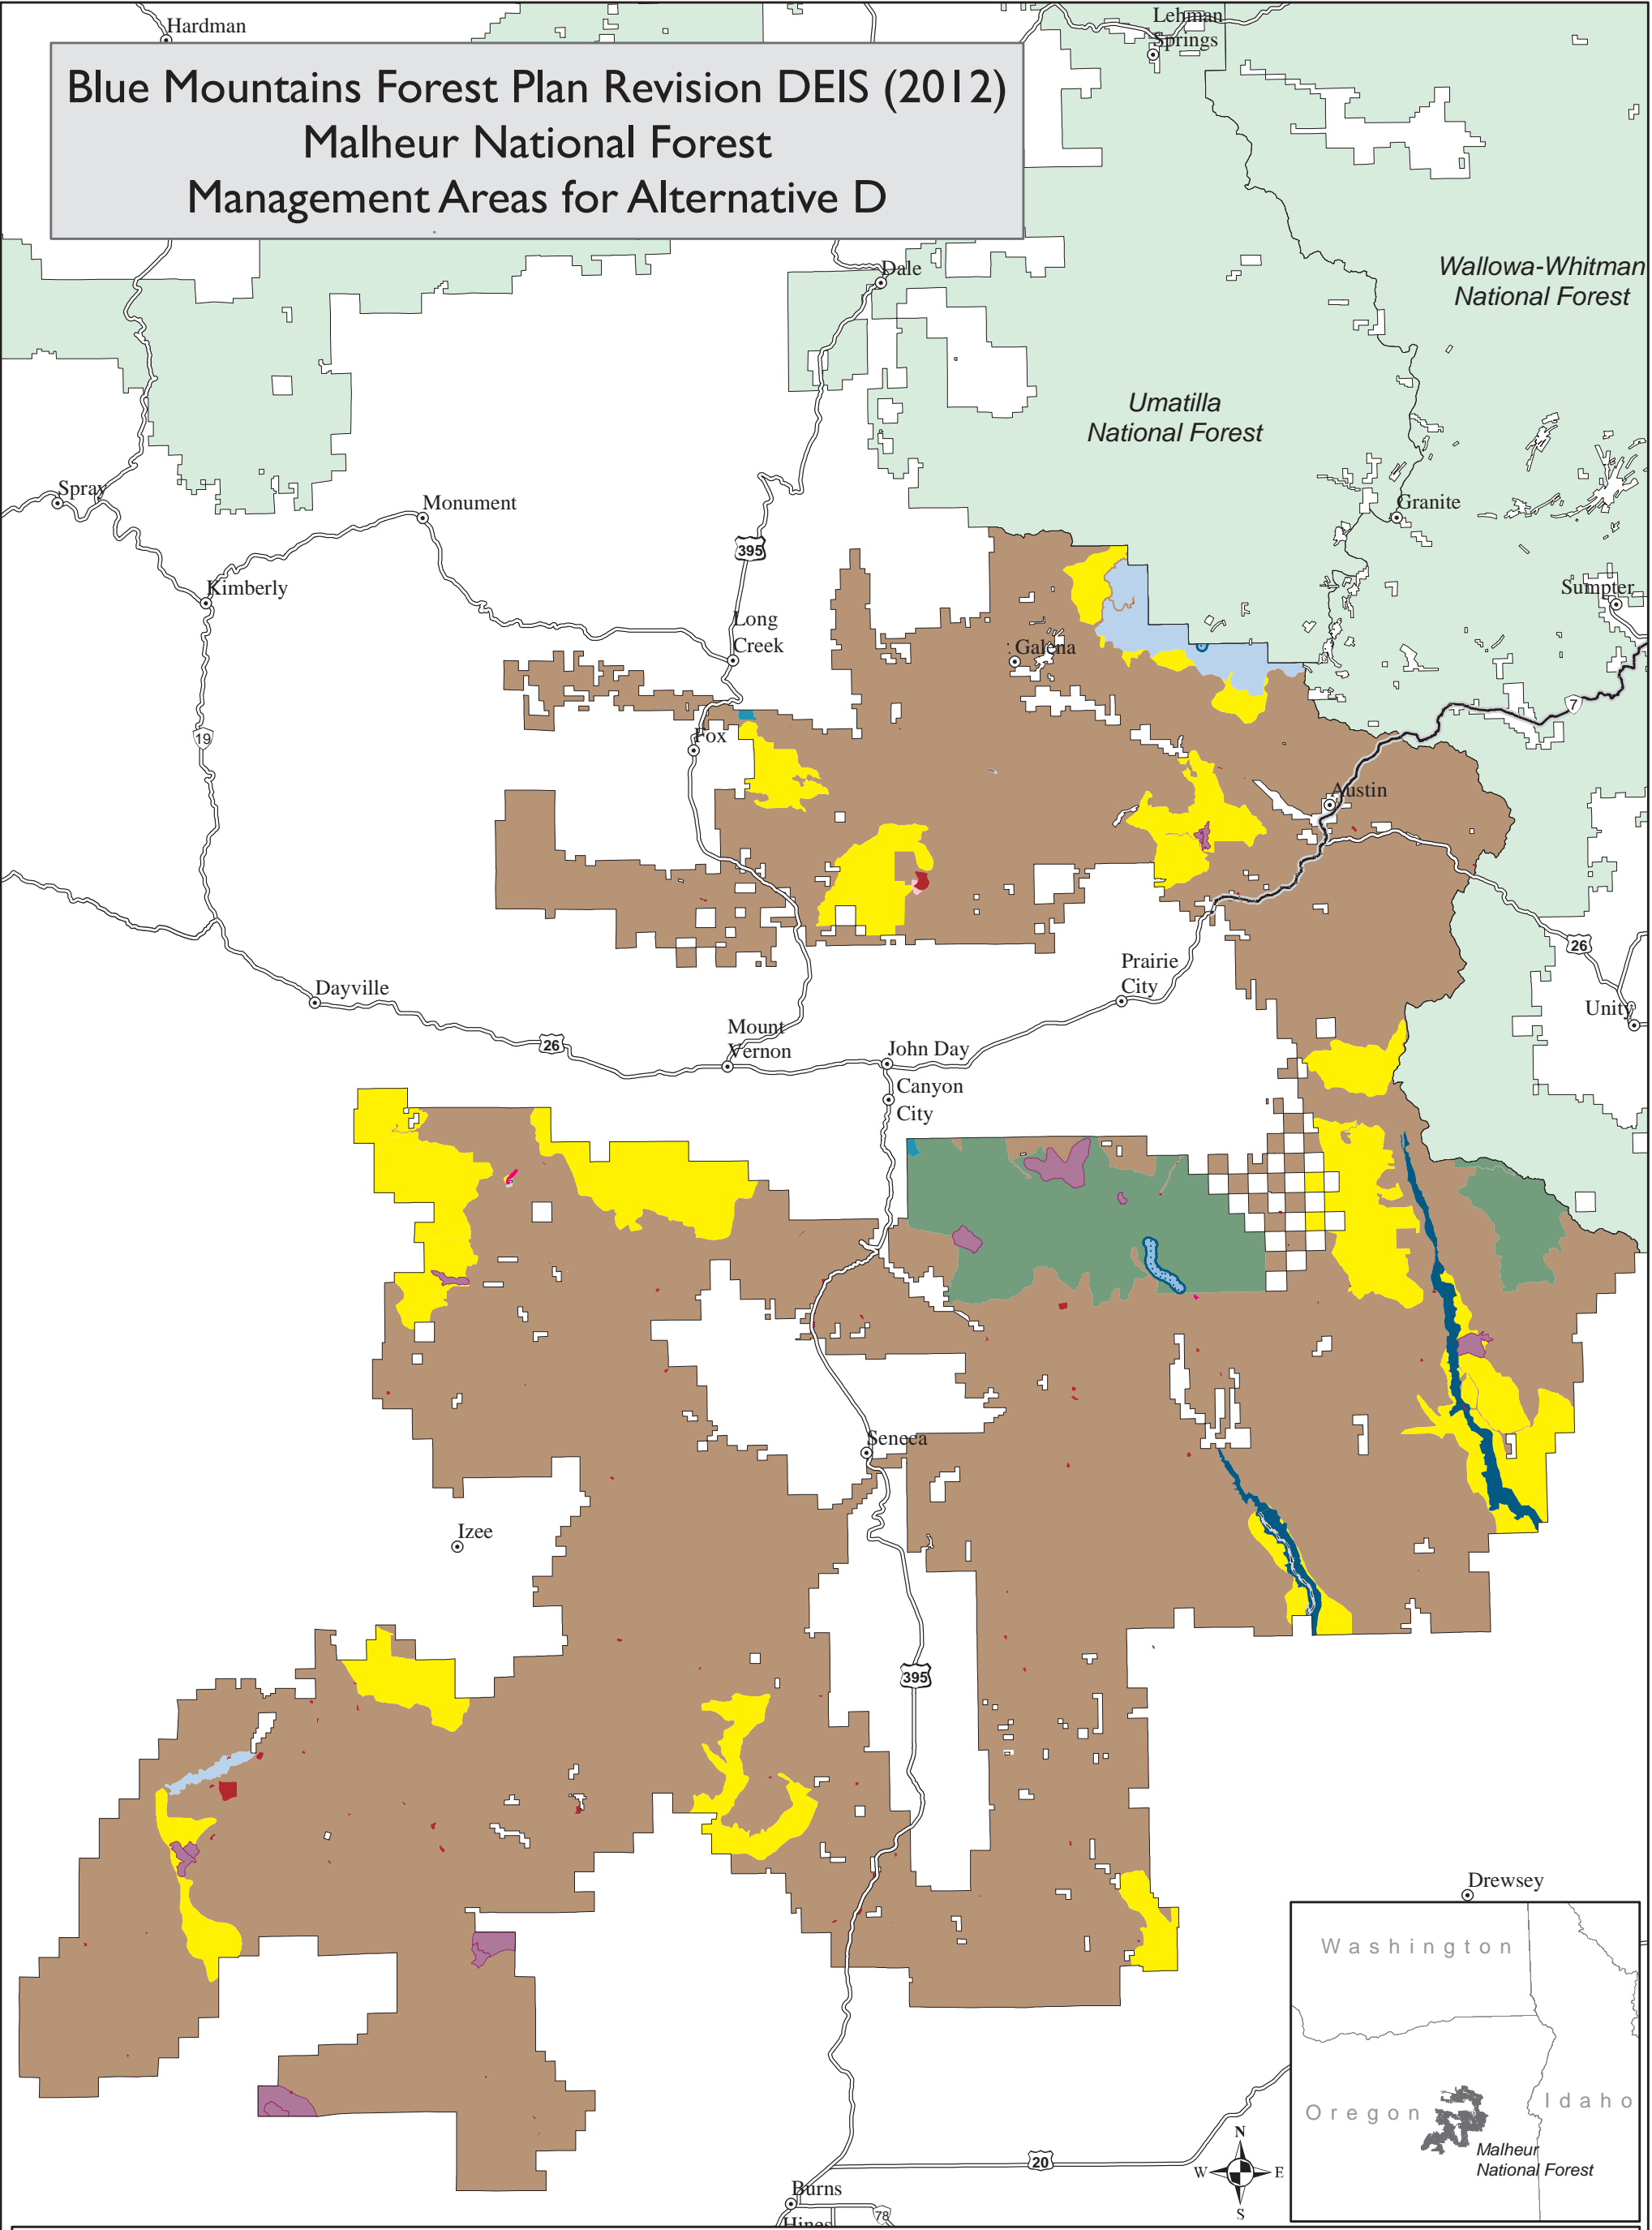 Hardman
Lehman
Springs
Blue Mountains Forest Plan Revision DEIS (2012)
Malheur National Forest
Management Areas for Alternative D
Dale
Wallowa-Whitman
National Forest
Umatilla
National Forest
Spray
Monument
Granite
395
Kimberly
Sumpter
Long
Creek
Galena
7
19
Fox
Austin
26
Prairie
City
Dayville
Unity
Mount
Vernon
26
John Day
Canyon
City
Seneca
Izee
395
Drewsey
Washington
Oregon
Idaho
Malheur
National Forest
N
W
E
S
20
Burns
78
Hines